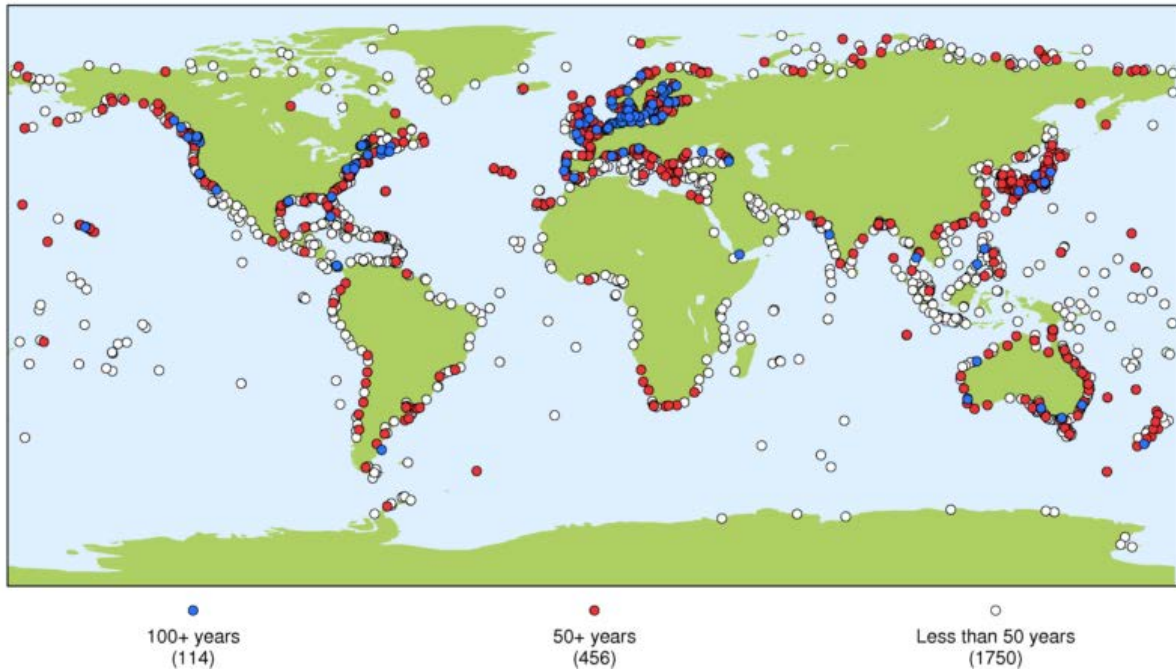 100+ years
(114)
50+ years
(456)
Less than 50 years
(1750)